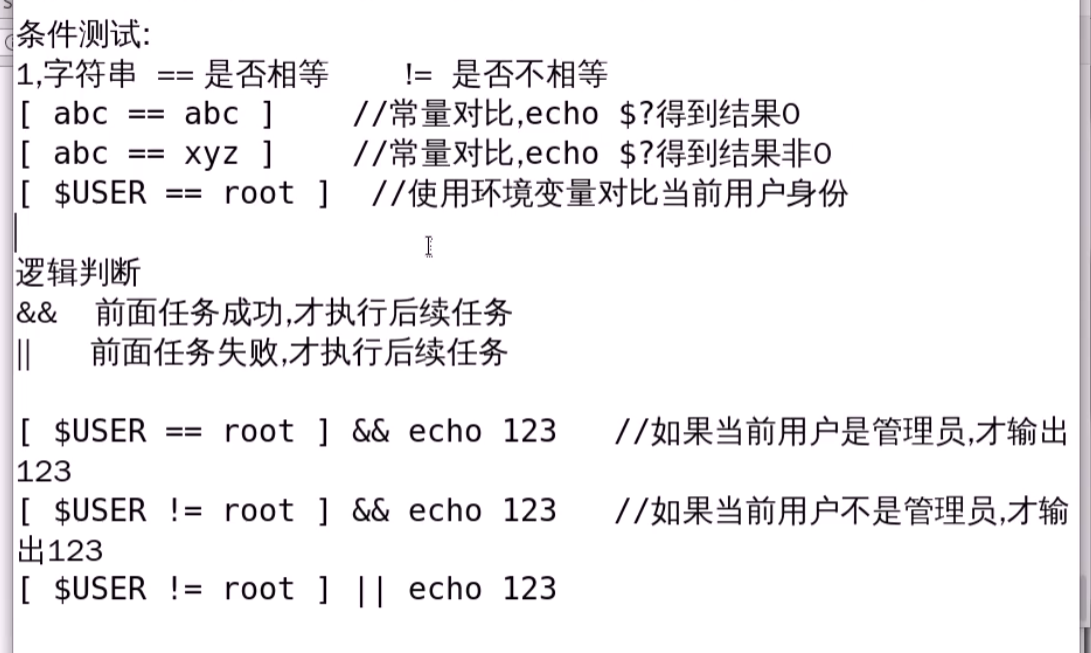 条件测试:
1,字符串 == 是否相等 != 是否不相等
[ abc == abc ] //常量对比,echo $?得到结果0
[ abc == xyz ] //常量对比,echo $?得到结果非0
[ $USER == root ] //使用环境变量对比当前用户身份
逻辑判断
&& 前面任务成功,才执行后续任务
|| 前面任务失败,才执行后续任务
[ $USER == root ] && echo 123 //如果当前用户是管理员,才输出
123
[ $USER != root ] && echo 123 //如果当前用户不是管理员,才输
出123
[ $USER != root ] || echo 123